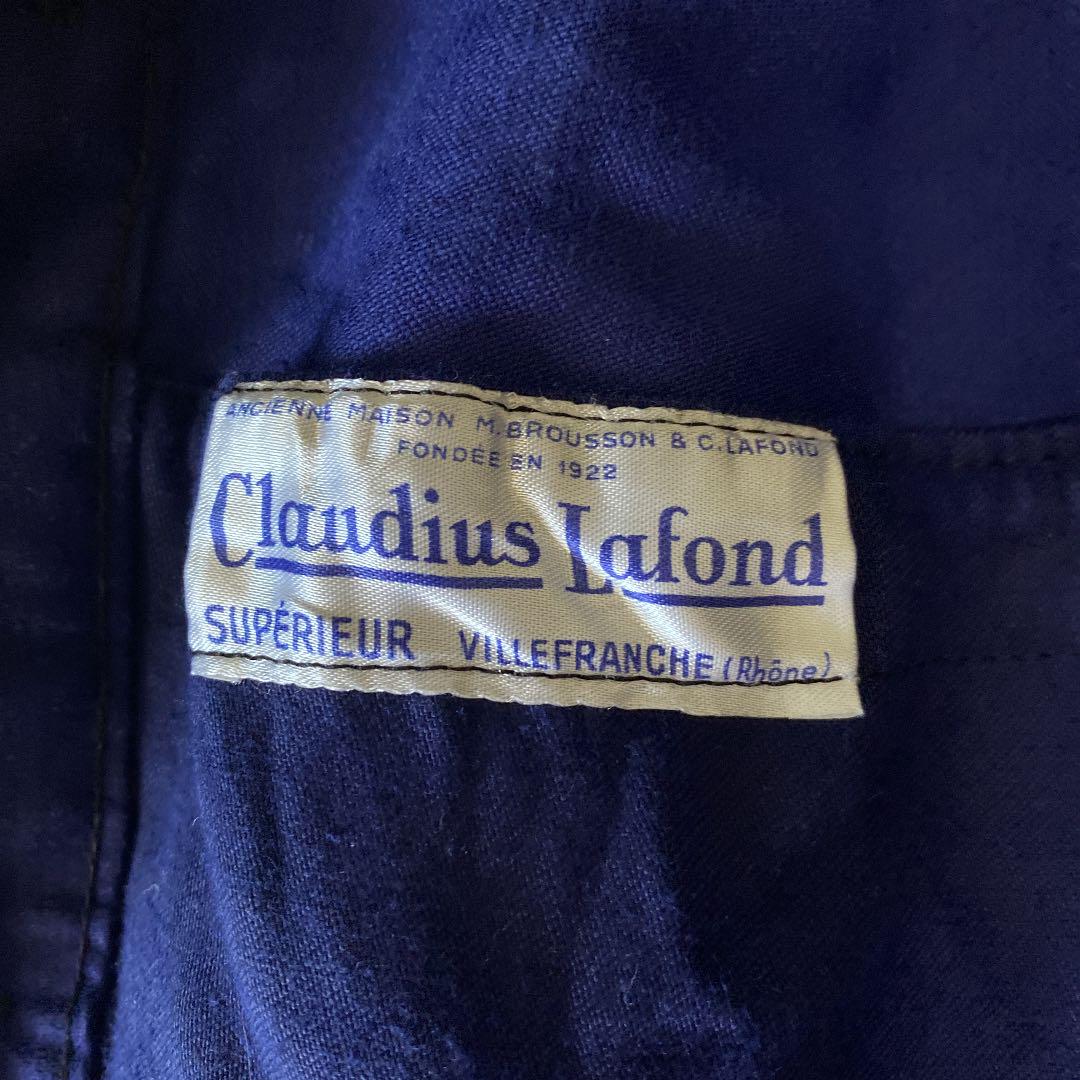 ANCIENNE MAISON M.BROUSSON & C.LAFOND
FONDÉE EN 1922
Claudius Lafond
SUPÉRIEUR VILLEFRANCHE (Rhône)